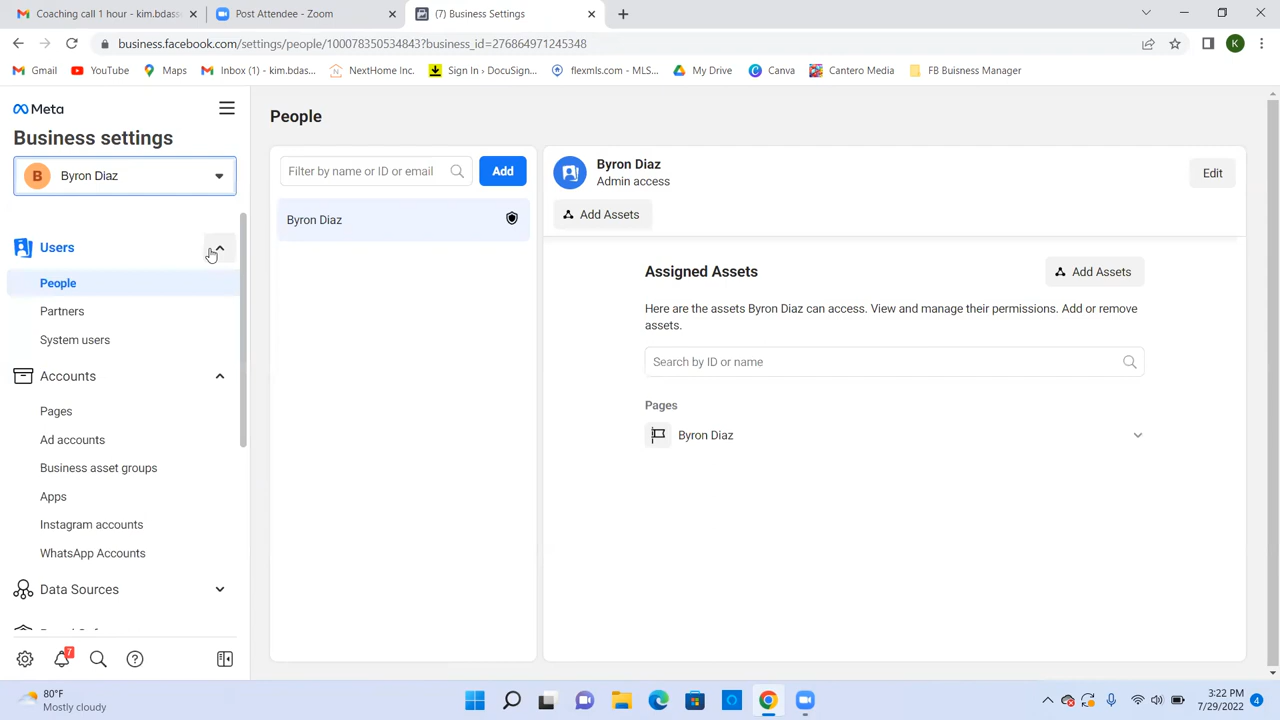 Coaching call 1 hour - kim.bdass
Post Attendee - Zoom
(7) Business Settings
business.facebook.com/settings/people/100078350534843?business_id=276864971245348
K
Gmail
YouTube
Maps
Inbox (1) - kim.bdas...
NextHome Inc.
Sign In › DocuSign...
flexmls.com - MLS...
My Drive
Canva
Cantero Media
FB Buisness Manager
Meta
Business settings
B
Byron Diaz
Users
People
Partners
System users
Accounts
Pages
Ad accounts
Business asset groups
Apps
Instagram accounts
WhatsApp Accounts
Data Sources
7
People
Filter by name or ID or email
Add
Byron Diaz
Byron Diaz
Admin access
Edit
Add Assets
Assigned Assets
Add Assets
Here are the assets Byron Diaz can access. View and manage their permissions. Add or remove
assets.
Search by ID or name
Pages
Byron Diaz
80°F
Mostly cloudy
3:22 PM
7/29/2022
4